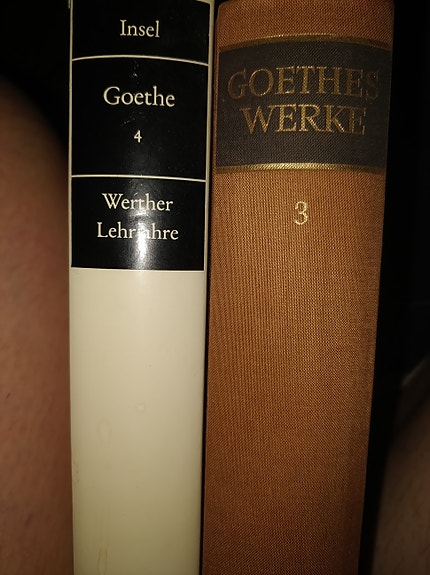 Insel
Goethe
4
Werther
Lehrjahre
GOETHES
WERKE
3